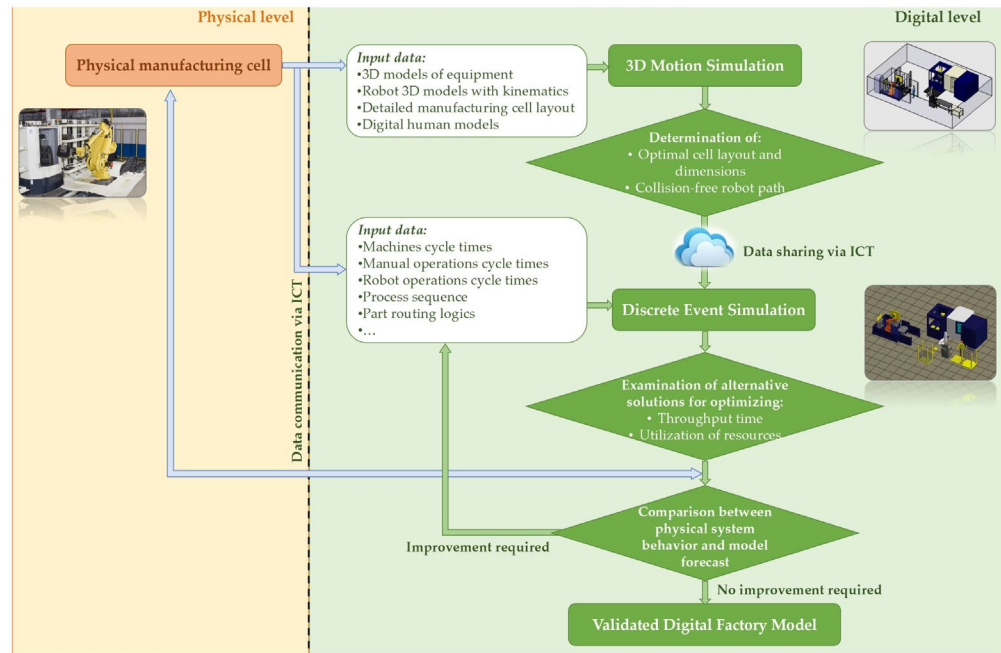 Physical level
Digital level
Physical manufacturing cell
Input data:
•3D models of equipment
•Robot 3D models with kinematics
•Detailed manufacturing cell layout
•Digital human models
3D Motion Simulation
Determination of:
• Optimal cell layout and
dimensions
• Collision-free robot path
Data sharing via ICT
Input data:
•Machines cycle times
•Manual operations cycle times
•Robot operations cycle times
•Process sequence
•Part routing logics
•…
Discrete Event Simulation
Data communication via ICT
Examination of alternative
solutions for optimizing:
• Throughput time
• Utilization of resources
Comparison between
physical system
behavior and model
forecast
Improvement required
No improvement required
Validated Digital Factory Model